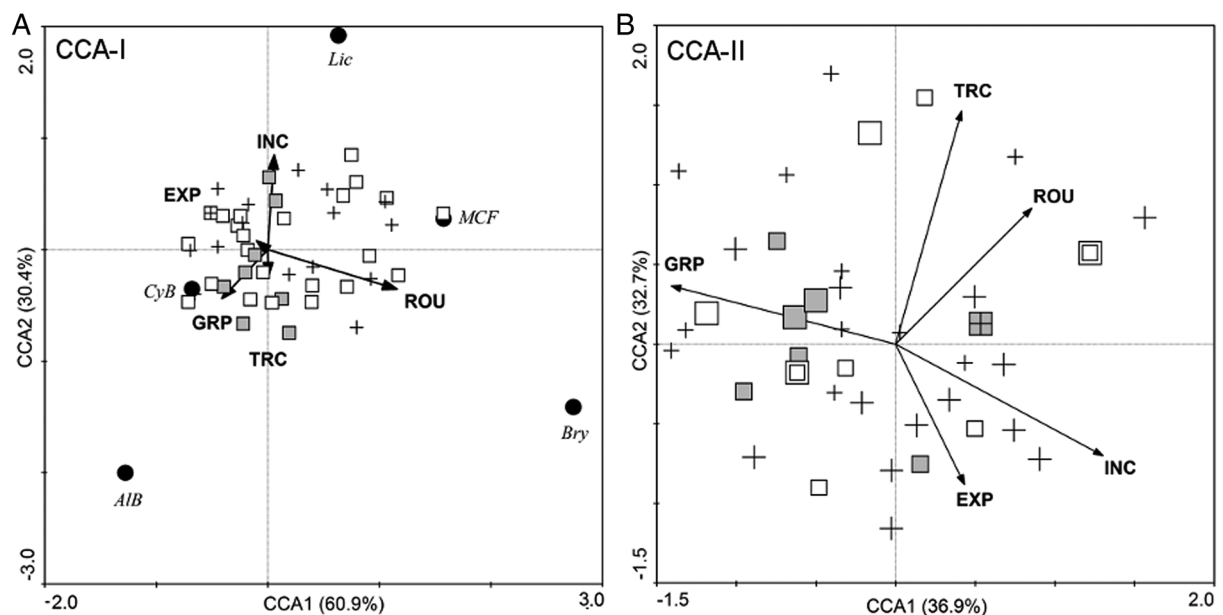 A
CCA-I
2.0
CCA2 (30.4%)
-3.0
Lic
INC
EXP
MCF
CyB
GRP
ROU
TRC
Bry
AlB
-2.0
CCA1 (60.9%)
3.0
B
CCA-II
2.0
CCA2 (32.7%)
-1.5
TRC
ROU
GRP
INC
EXP
-1.5
CCA1 (36.9%)
2.0